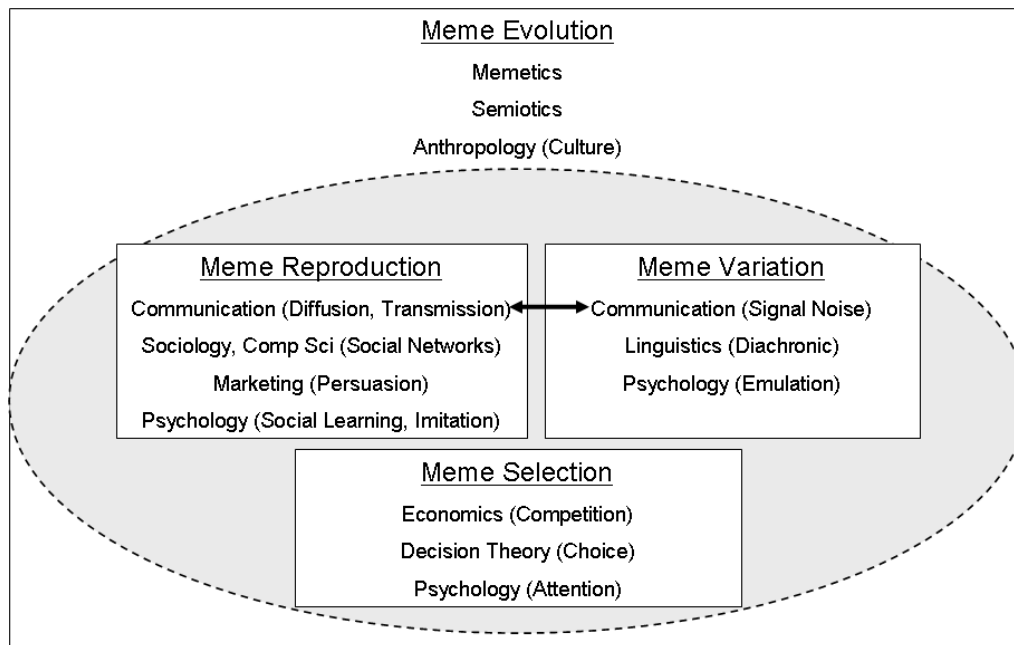 Meme Evolution
Memetics
Semiotics
Anthropology (Culture)
Meme Reproduction
Communication (Diffusion, Transmission)
Sociology, Comp Sci (Social Networks)
Marketing (Persuasion)
Psychology (Social Learning, Imitation)
Meme Variation
Communication (Signal Noise)
Linguistics (Diachronic)
Psychology (Emulation)
Meme Selection
Economics (Competition)
Decision Theory (Choice)
Psychology (Attention)